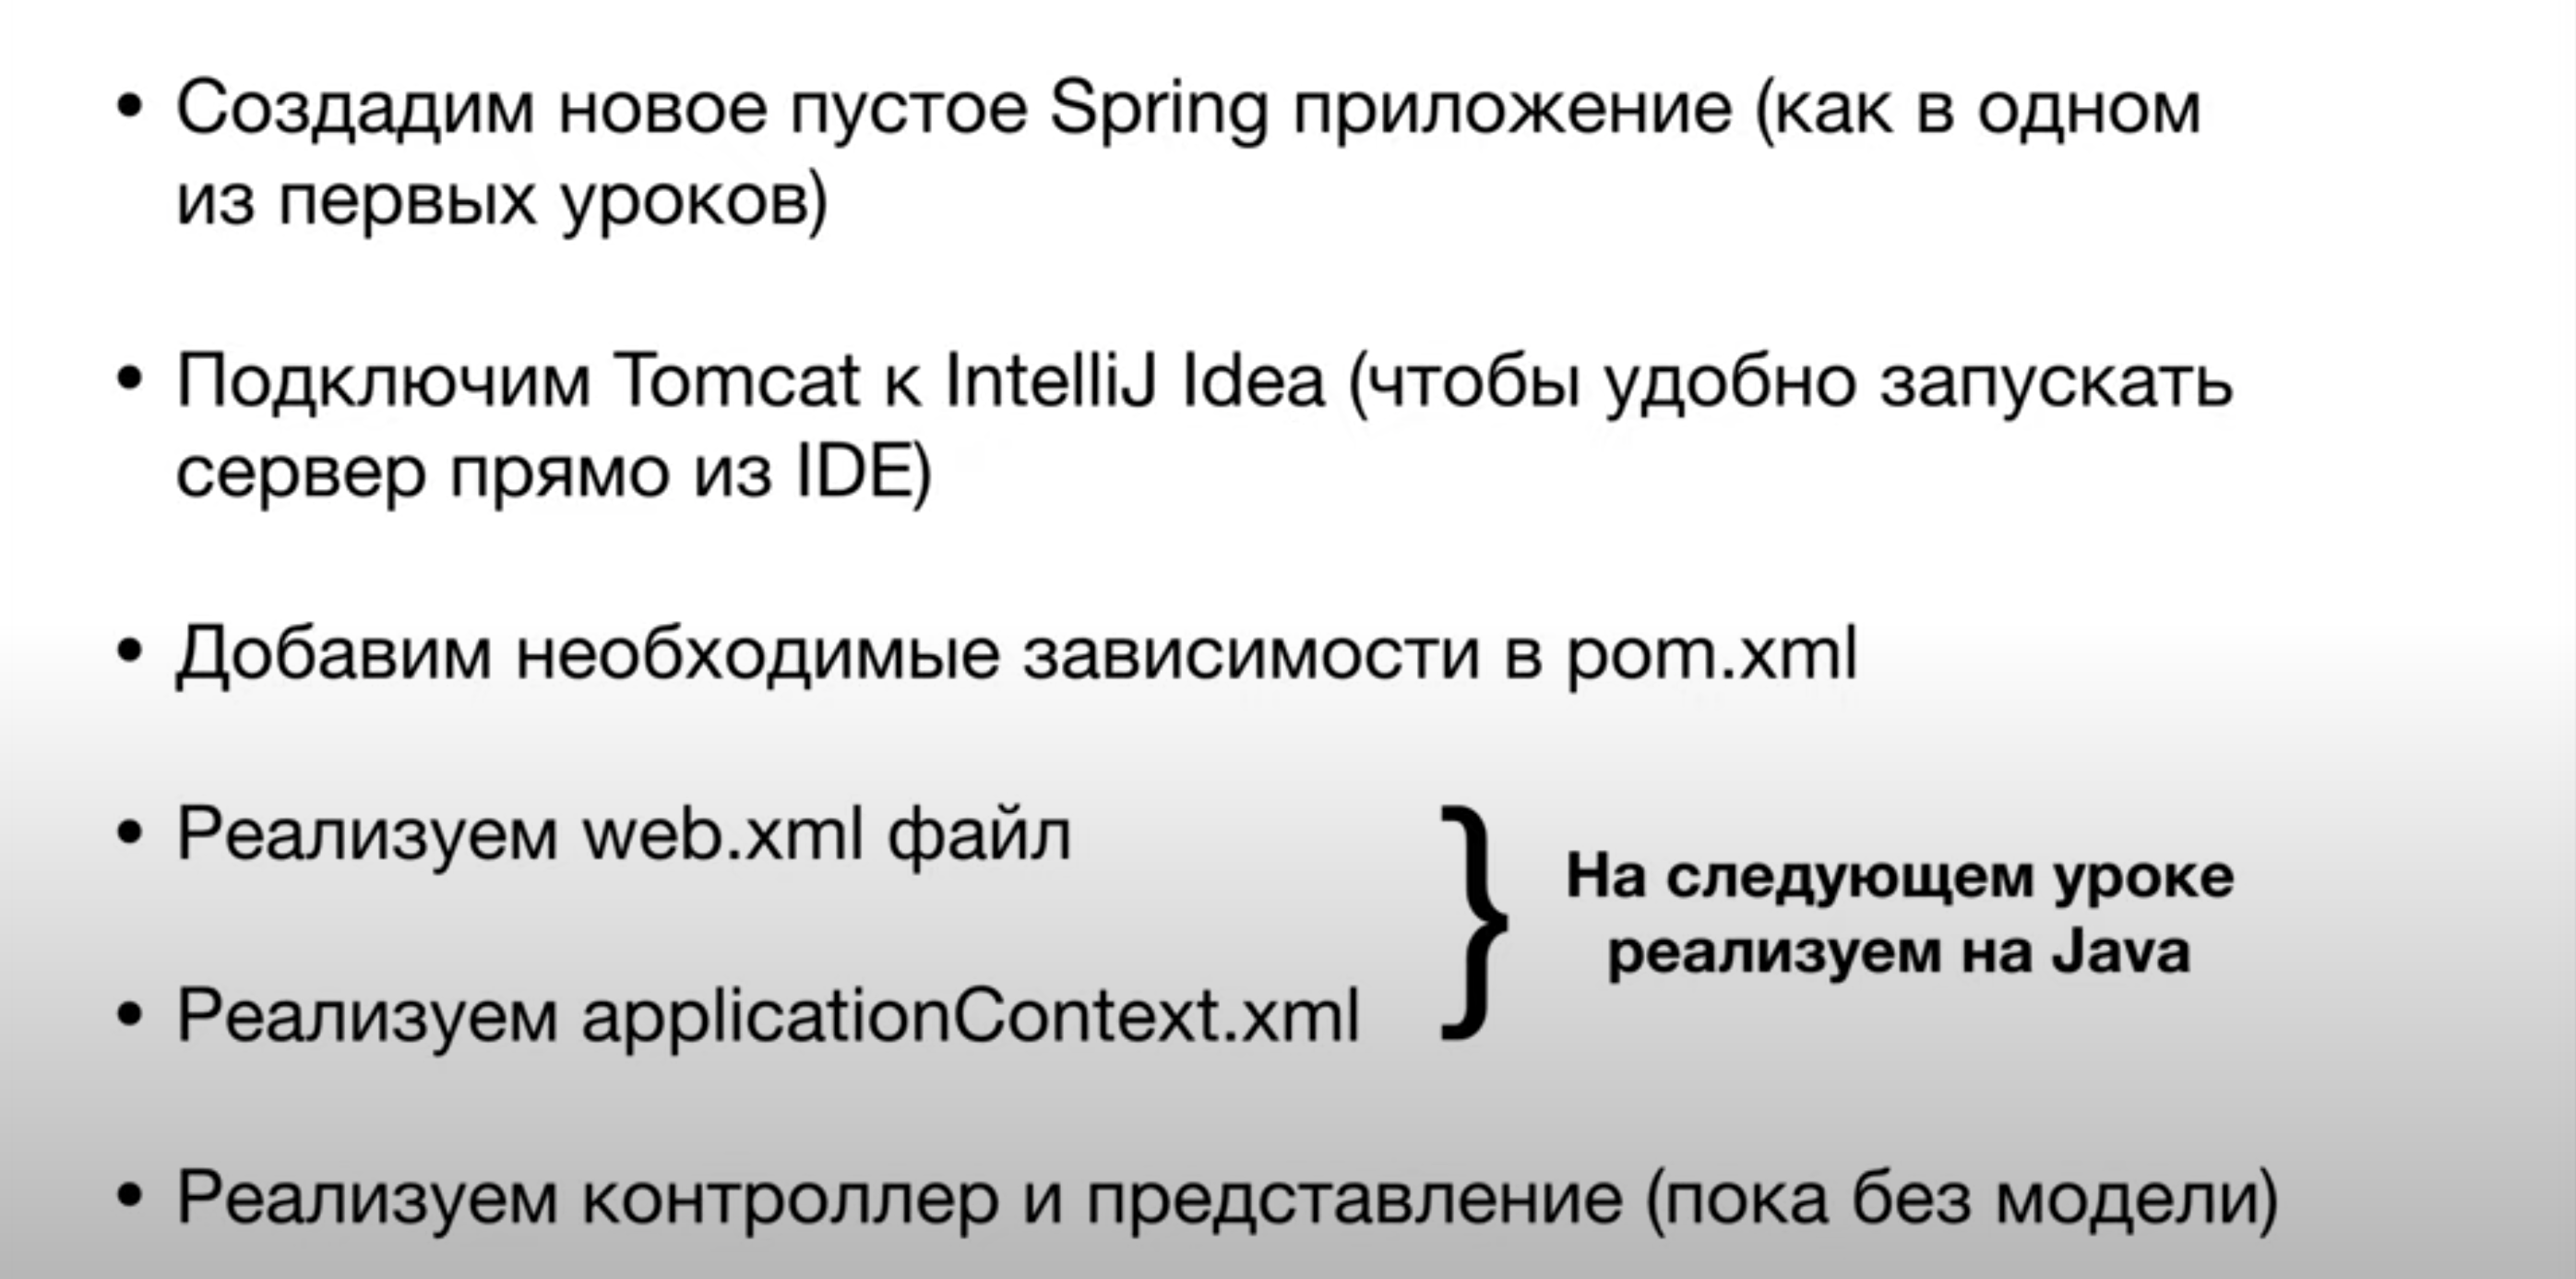 • Создадим новое пустое Spring приложение (как в одном
из первых уроков)
• Подключим Tomcat к IntelliJ Idea (чтобы удобно запускать
сервер прямо из IDE)
• Добавим необходимые зависимости в pom.xml
• Реализуем web.xml файл
• Реализуем applicationContext.xml
}
На следующем уроке
реализуем на Java
• Реализуем контроллер и представление (пока без модели)